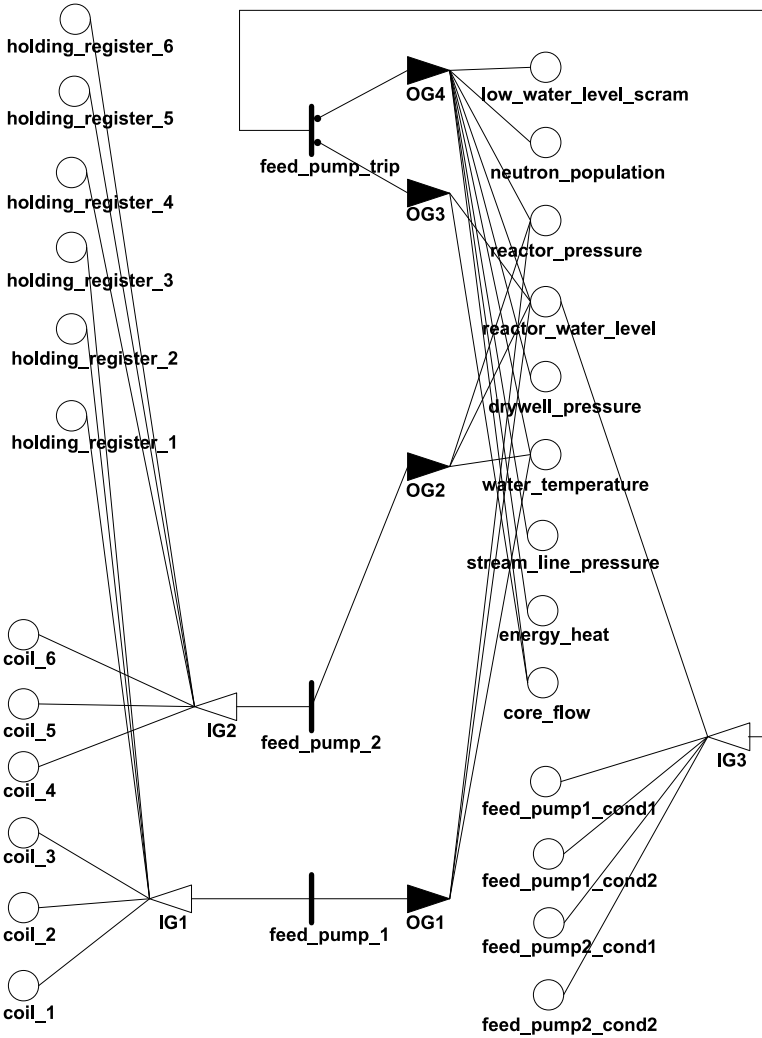 holding_register_6
holding_register_5
holding_register_4
holding_register_3
holding_register_2
holding_register_1
coil_6
coil_5
coil_4
coil_3
coil_2
coil_1
IG2
IG1
feed_pump_trip
feed_pump_2
feed_pump_1
OG4
OG3
OG2
OG1
low_water_level_scram
neutron_population
reactor_pressure
reactor_water_level
drywell_pressure
water_temperature
stream_line_pressure
energy_heat
core_flow
IG3
feed_pump1_cond1
feed_pump1_cond2
feed_pump2_cond1
feed_pump2_cond2